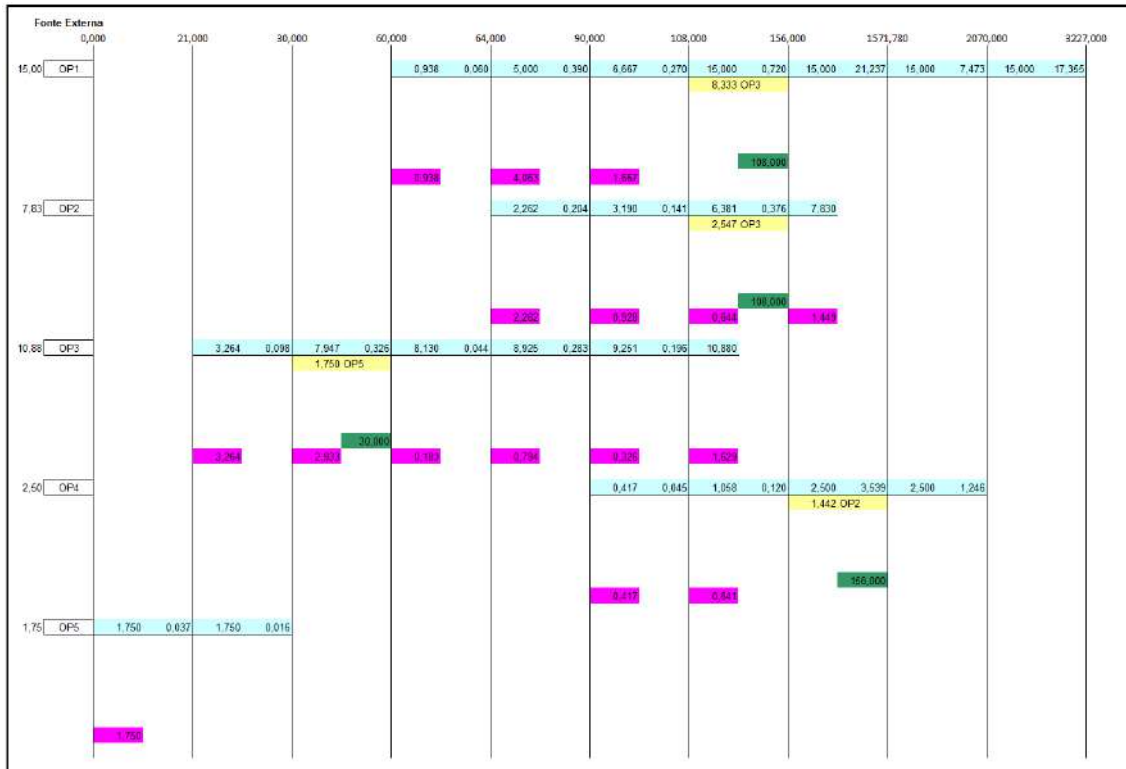 Fonte Externa
0,000 21,000 30,000 60,000 64,000 90,000 108,000 156,000 1571,780 2070,000 3227,000
15,00 OP1 0,938 0,060 5,000 0,390 6,667 0,270 15,000 0,720 15,000 21,237 15,000 7,473 15,000 17,355
8,333 OP3
108,000
0,938 4,063 1,667
7,83 OP2 2,262 0,204 3,190 0,141 6,381 0,376 7,830
2,547 OP3
108,000
2,262 0,928 0,644 1,449
10,88 OP3 3,264 0,098 7,947 0,326 8,130 0,044 8,925 0,283 9,251 0,196 10,880
1,750 OP5
30,000
3,264 2,933 0,183 0,794 0,326 1,629
2,50 OP4 0,417 0,045 1,058 0,120 2,500 3,539 2,500 1,246
1,442 OP2
156,000
0,417 0,641
1,75 OP5 1,750 0,037 1,750 0,016
1,750